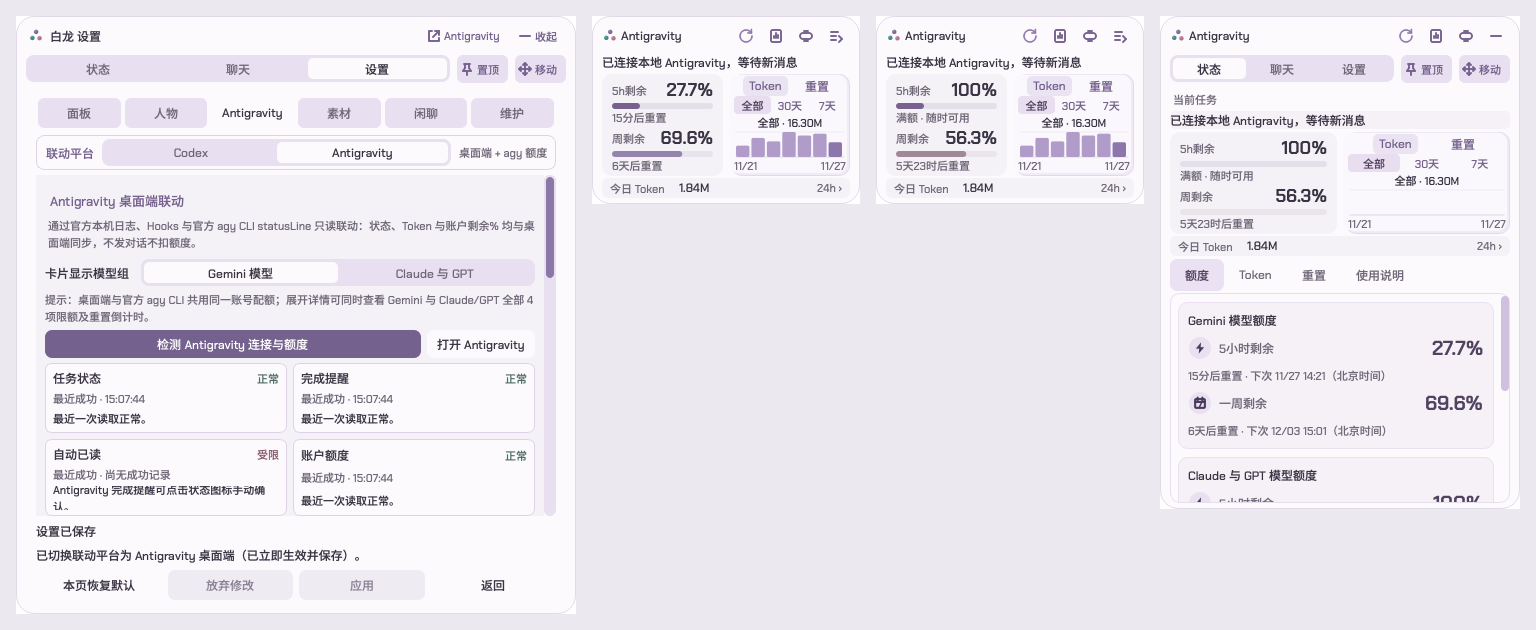 白龙 设置
Antigravity
收起
状态
聊天
设置
置顶
移动
面板
人物
Antigravity
素材
闲聊
维护
联动平台
Codex
Antigravity
桌面端 + agy 额度
Antigravity 桌面端联动
通过官方本机日志、Hooks 与官方 agy CLI statusLine 只读联动：状态、Token 与账户剩余% 均与桌
面端同步，不发对话不扣额度。
卡片显示模型组
Gemini 模型
Claude 与 GPT
提示：桌面端与官方 agy CLI 共用同一账号配额；展开详情可同时查看 Gemini 与 Claude/GPT 全部 4
项限额及重置倒计时。
检测 Antigravity 连接与额度
打开 Antigravity
任务状态
正常
最近成功 · 15:07:44
最近一次读取正常。
完成提醒
正常
最近成功 · 15:07:44
最近一次读取正常。
自动已读
受限
最近成功 · 尚无成功记录
Antigravity 完成提醒可点击状态图标手动确
认。
账户额度
正常
最近成功 · 15:07:44
最近一次读取正常。
设置已保存
已切换联动平台为 Antigravity 桌面端（已立即生效并保存）。
本页恢复默认
放弃修改
应用
返回
Antigravity
已连接本地 Antigravity，等待新消息
5h剩余
27.7%
15分后重置
周剩余
69.6%
6天后重置
Token
重置
全部
30天
7天
全部 · 16.30M
11/21
11/27
今日 Token
1.84M
24h ›
Antigravity
已连接本地 Antigravity，等待新消息
5h剩余
100%
满额 · 随时可用
周剩余
56.3%
5天23时后重置
Token
重置
全部
30天
7天
全部 · 16.30M
11/21
11/27
今日 Token
1.84M
24h ›
Antigravity
状态
聊天
设置
置顶
移动
当前任务
已连接本地 Antigravity，等待新消息
5h剩余
100%
满额 · 随时可用
周剩余
56.3%
5天23时后重置
Token
重置
全部
30天
7天
全部 · 16.30M
11/21
11/27
今日 Token
1.84M
24h ›
额度
Token
重置
使用说明
Gemini 模型额度
5小时剩余
27.7%
15分后重置 · 下次 11/27 14:21（北京时间）
一周剩余
69.6%
6天后重置 · 下次 12/03 15:01（北京时间）
Claude 与 GPT 模型额度
5小时剩余
100%